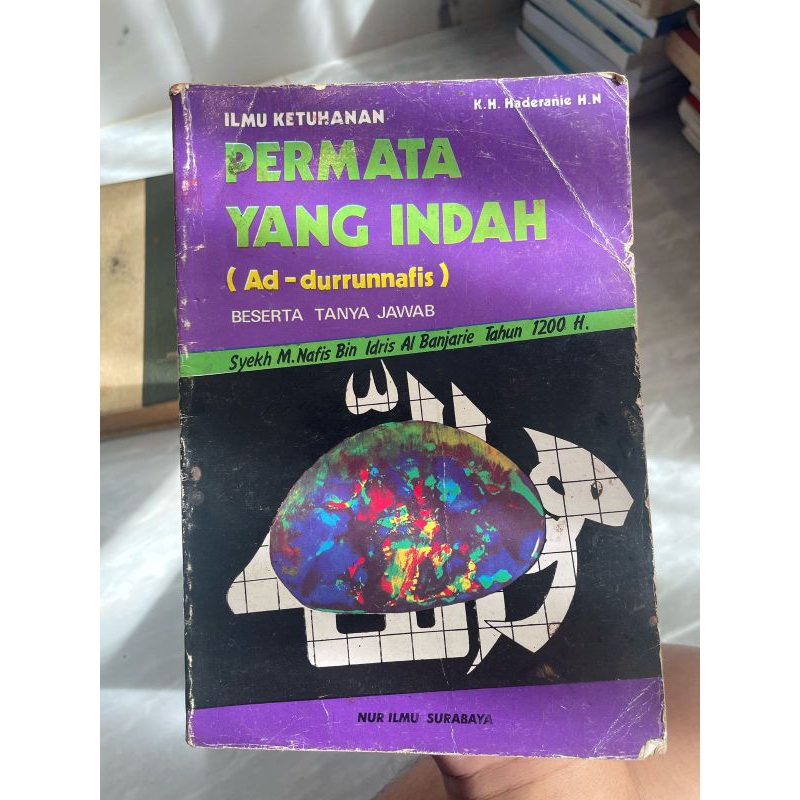 K.H. Haderanie H.N
ILMU KETUHANAN
PERMATA
YANG INDAH
(Ad-durrunnafis)
BESERTA TANYA JAWAB
Syekh M.Nafis Bin Idris Al Banjarie Tahun 1200 H.
NUR ILMU SURABAYA